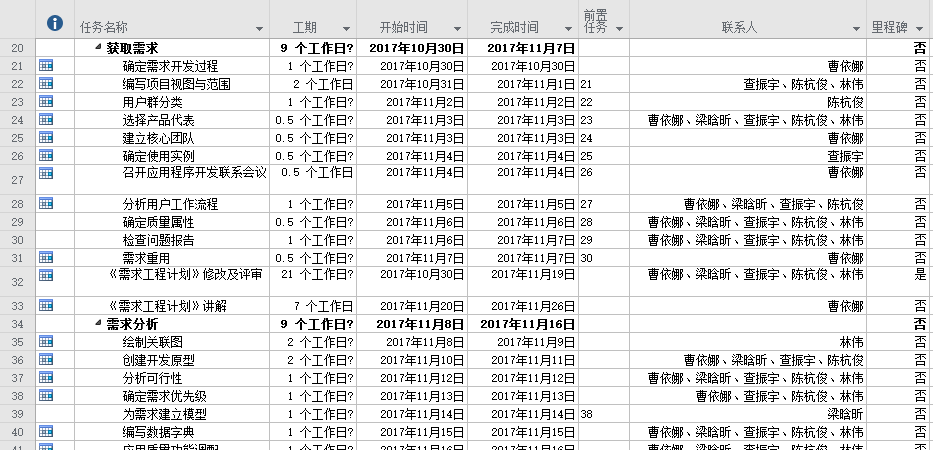 任务名称 工期 开始时间 完成时间 前置任务 联系人 里程碑
20 获取需求 9 个工作日? 2017年10月30日 2017年11月7日 否
21 确定需求开发过程 1 个工作日? 2017年10月30日 2017年10月30日 曹依娜 否
22 编写项目视图与范围 2 个工作日 2017年10月31日 2017年11月1日 21 查振宇、陈杭俊、林伟 否
23 用户群分类 1 个工作日? 2017年11月2日 2017年11月2日 22 陈杭俊 否
24 选择产品代表 0.5 个工作日? 2017年11月3日 2017年11月3日 23 曹依娜、梁晗昕、查振宇、陈杭俊、林伟 否
25 建立核心团队 0.5 个工作日? 2017年11月3日 2017年11月3日 24 曹依娜 否
26 确定使用实例 0.5 个工作日? 2017年11月4日 2017年11月4日 25 查振宇 否
27 召开应用程序开发联系会议 0.5 个工作日 2017年11月4日 2017年11月4日 26 曹依娜 否
28 分析用户工作流程 1 个工作日? 2017年11月5日 2017年11月5日 27 曹依娜、梁晗昕、查振宇、陈杭俊 否
29 确定质量属性 0.5 个工作日? 2017年11月6日 2017年11月6日 28 曹依娜、梁晗昕、查振宇、陈杭俊、林伟 否
30 检查问题报告 1 个工作日? 2017年11月6日 2017年11月6日 29 曹依娜、梁晗昕、查振宇、陈杭俊、林伟 否
31 需求重用 0.5 个工作日? 2017年11月7日 2017年11月7日 30 曹依娜 否
32 《需求工程计划》修改及评审 21 个工作日? 2017年10月30日 2017年11月19日 曹依娜、梁晗昕、查振宇、陈杭俊、林伟 是
33 《需求工程计划》讲解 7 个工作日 2017年11月20日 2017年11月26日 曹依娜 否
34 需求分析 9 个工作日? 2017年11月8日 2017年11月16日 否
35 绘制关联图 2 个工作日? 2017年11月8日 2017年11月9日 林伟 否
36 创建开发原型 2 个工作日? 2017年11月10日 2017年11月11日 曹依娜、梁晗昕、查振宇、陈杭俊 否
37 分析可行性 1 个工作日? 2017年11月12日 2017年11月12日 曹依娜、梁晗昕、查振宇、陈杭俊、林伟 否
38 确定需求优先级 1 个工作日? 2017年11月13日 2017年11月13日 曹依娜、查振宇、陈杭俊、林伟 否
39 为需求建立模型 1 个工作日? 2017年11月14日 2017年11月14日 38 梁晗昕 否
40 编写数据字典 1 个工作日? 2017年11月15日 2017年11月15日 曹依娜、梁晗昕、查振宇、陈杭俊、林伟 否